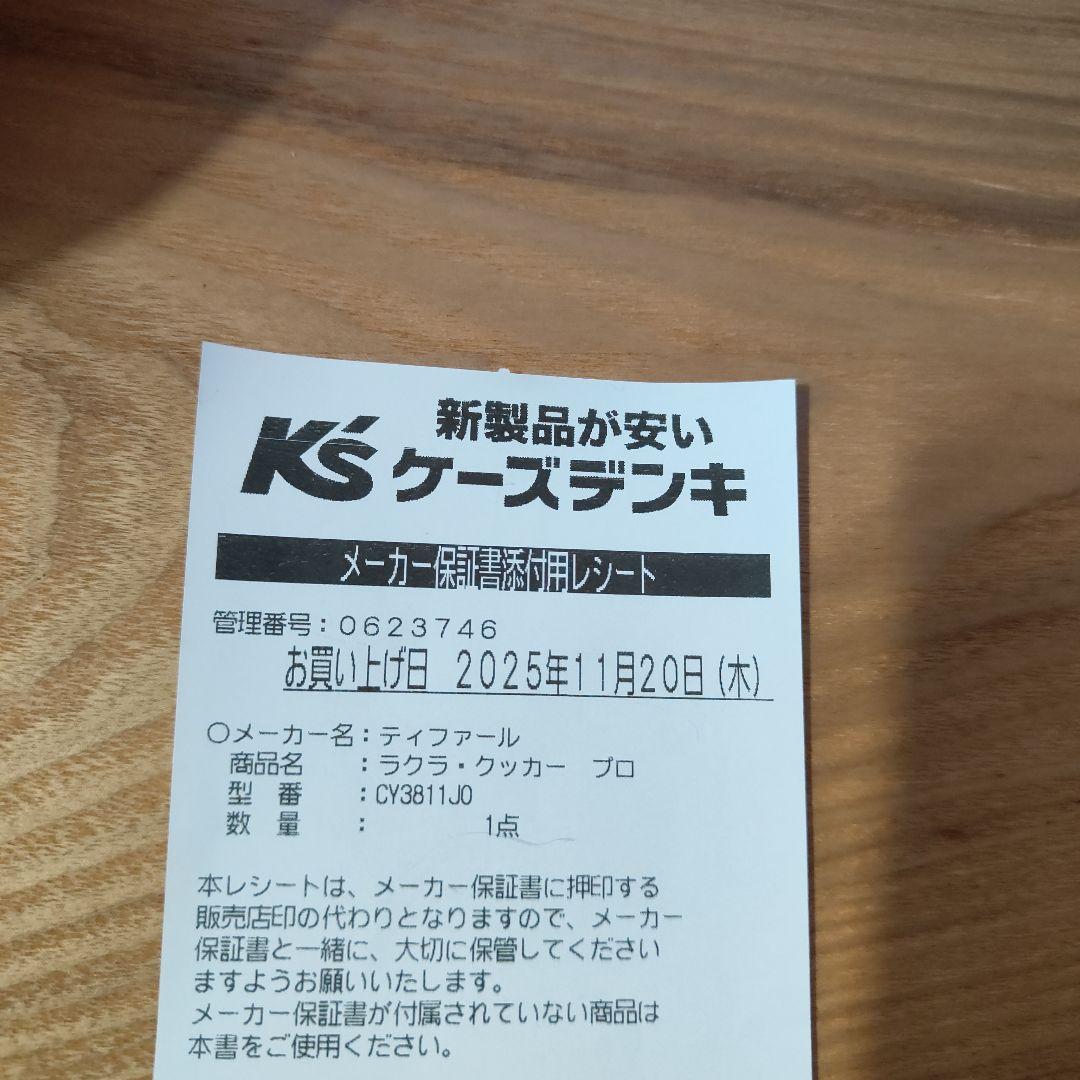 新製品が安い
K's ケーズデンキ
メーカー保証書添付用レシート
管理番号：０６２３７４６
お買い上げ日　２０２５年１１月２０日（木）
○メーカー名：ティファール
商品名　：ラクラ・クッカー　プロ
型　番　：CY3811J0
数　量　：　1点
本レシートは、メーカー保証書に押印する
販売店印の代わりとなりますので、メーカー
保証書と一緒に、大切に保管してください
ますようお願いいたします。
メーカー保証書が付属されていない商品は
本書をご使用ください。